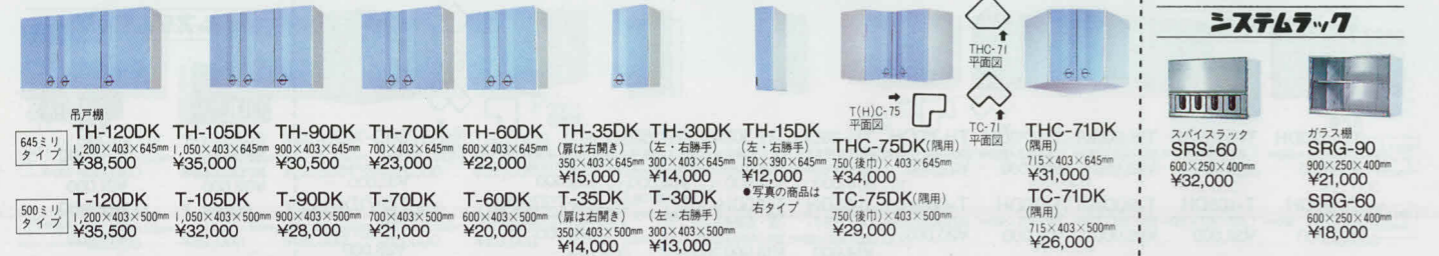 システムラック
THC-71
平面図
T(H)C-75
平面図
TC-71
平面図
吊戸棚
645ミリ
タイプ
TH-120DK
1,200×403×645mm
¥38,500
TH-105DK
1,050×403×645mm
¥35,000
TH-90DK
900×403×645mm
¥30,500
TH-70DK
700×403×645mm
¥23,000
TH-60DK
600×403×645mm
¥22,000
TH-35DK
(扉は右開き)
350×403×645mm
¥15,000
TH-30DK
(左・右勝手)
300×403×645mm
¥14,000
TH-15DK
(左・右勝手)
150×390×645mm
¥12,000
●写真の商品は
右タイプ
THC-75DK(隅用)
750(後巾)×403×645mm
¥34,000
THC-71DK
(隅用)
715×403×645mm
¥31,000
500ミリ
タイプ
T-120DK
1,200×403×500mm
¥35,500
T-105DK
1,050×403×500mm
¥32,000
T-90DK
900×403×500mm
¥28,000
T-70DK
700×403×500mm
¥21,000
T-60DK
600×403×500mm
¥20,000
T-35DK
(扉は右開き)
350×403×500mm
¥14,000
T-30DK
(左・右勝手)
300×403×500mm
¥13,000
TC-75DK(隅用)
750(後巾)×403×500mm
¥29,000
TC-71DK
(隅用)
715×403×500mm
¥26,000
スパイスラック
SRS-60
600×250×400mm
¥32,000
ガラス棚
SRG-90
900×250×400mm
¥21,000
SRG-60
600×250×400mm
¥18,000